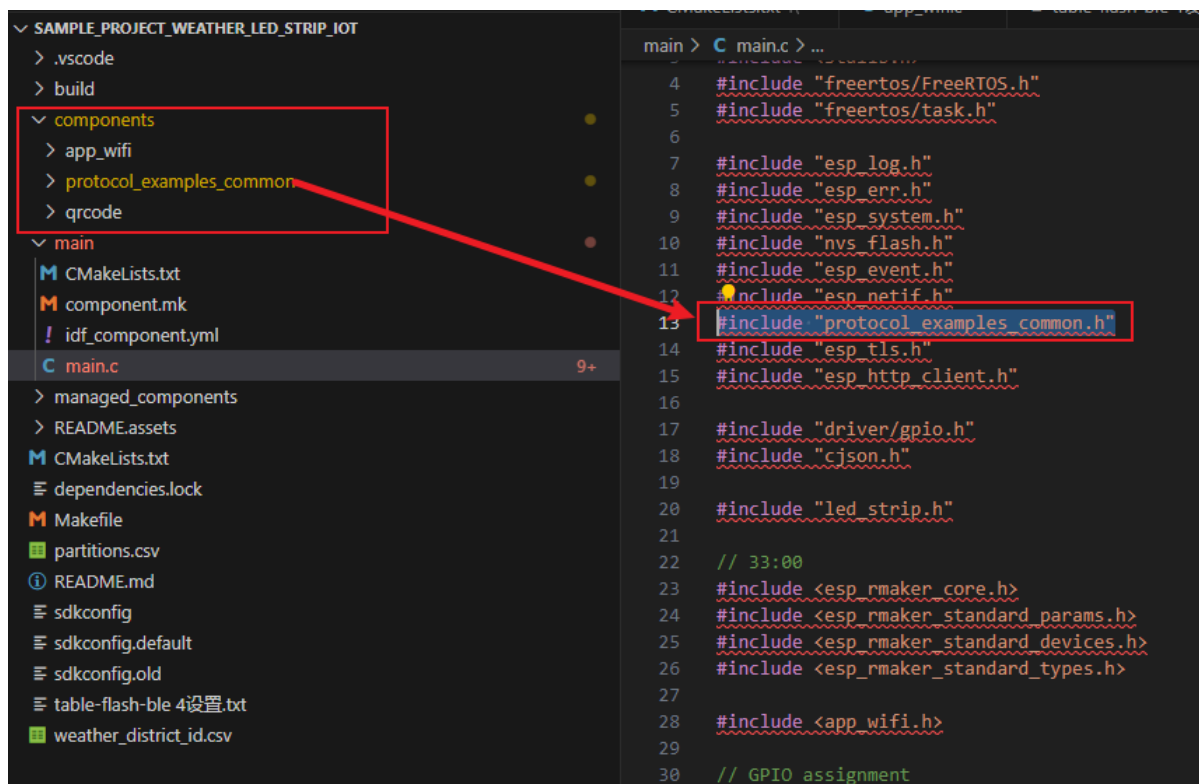 SAMPLE_PROJECT_WEATHER_LED_STRIP_IOT
.vscode
build
components
app_wifi
protocol_examples_common
qrcode
main
CMakeLists.txt
component.mk
idf_component.yml
main.c 9+
managed_components
README.assets
CMakeLists.txt
dependencies.lock
Makefile
partitions.csv
README.md
sdkconfig
sdkconfig.default
sdkconfig.old
table-flash-ble 4设置.txt
weather_district_id.csv
main > C main.c > ...
4 #include "freertos/FreeRTOS.h"
5 #include "freertos/task.h"
6
7 #include "esp_log.h"
8 #include "esp_err.h"
9 #include "esp_system.h"
10 #include "nvs_flash.h"
11 #include "esp_event.h"
12 #include "esp_netif.h"
13 #include "protocol_examples_common.h"
14 #include "esp_tls.h"
15 #include "esp_http_client.h"
16
17 #include "driver/gpio.h"
18 #include "cjson.h"
19
20 #include "led_strip.h"
21
22 // 33:00
23 #include <esp_rmaker_core.h>
24 #include <esp_rmaker_standard_params.h>
25 #include <esp_rmaker_standard_devices.h>
26 #include <esp_rmaker_standard_types.h>
27
28 #include <app_wifi.h>
29
30 // GPIO assignment